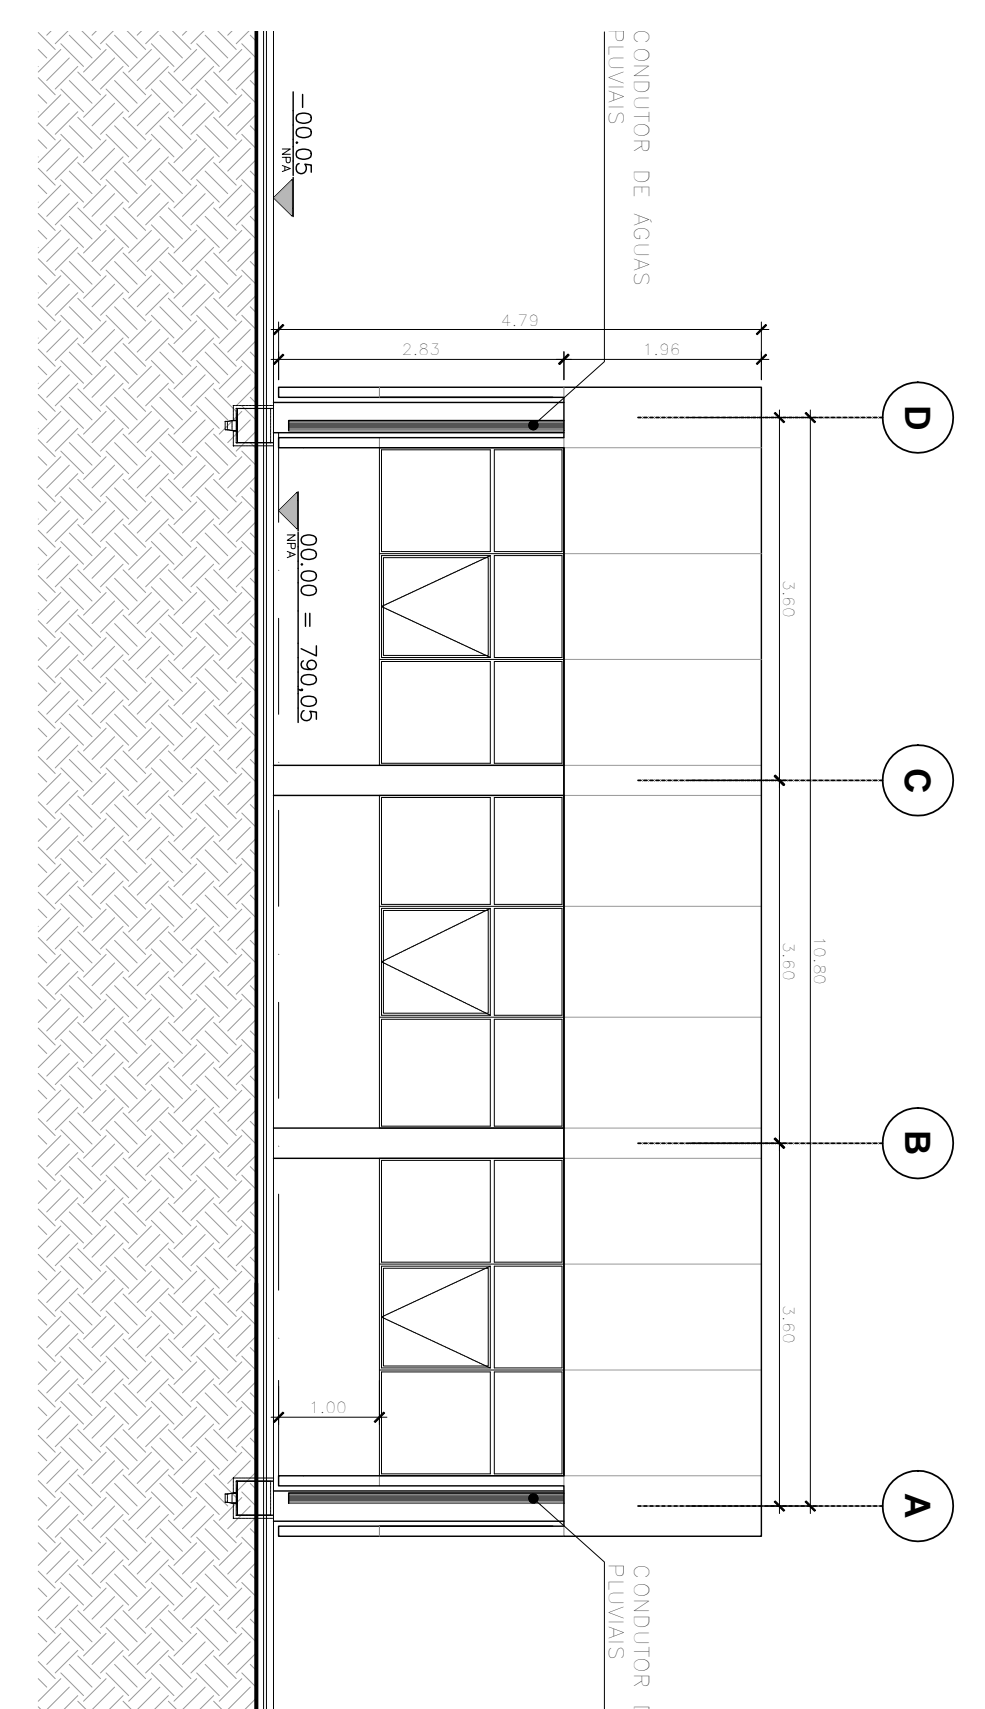 CONDUTOR DE ÁGUAS
PLUVIAIS
-00.05
NPA
4.79
2.83
1.96
D
3.60
00.00 = 790,05
NPA
C
3.60
10.80
B
3.60
1.00
A
CONDUTOR
PLUVIAIS